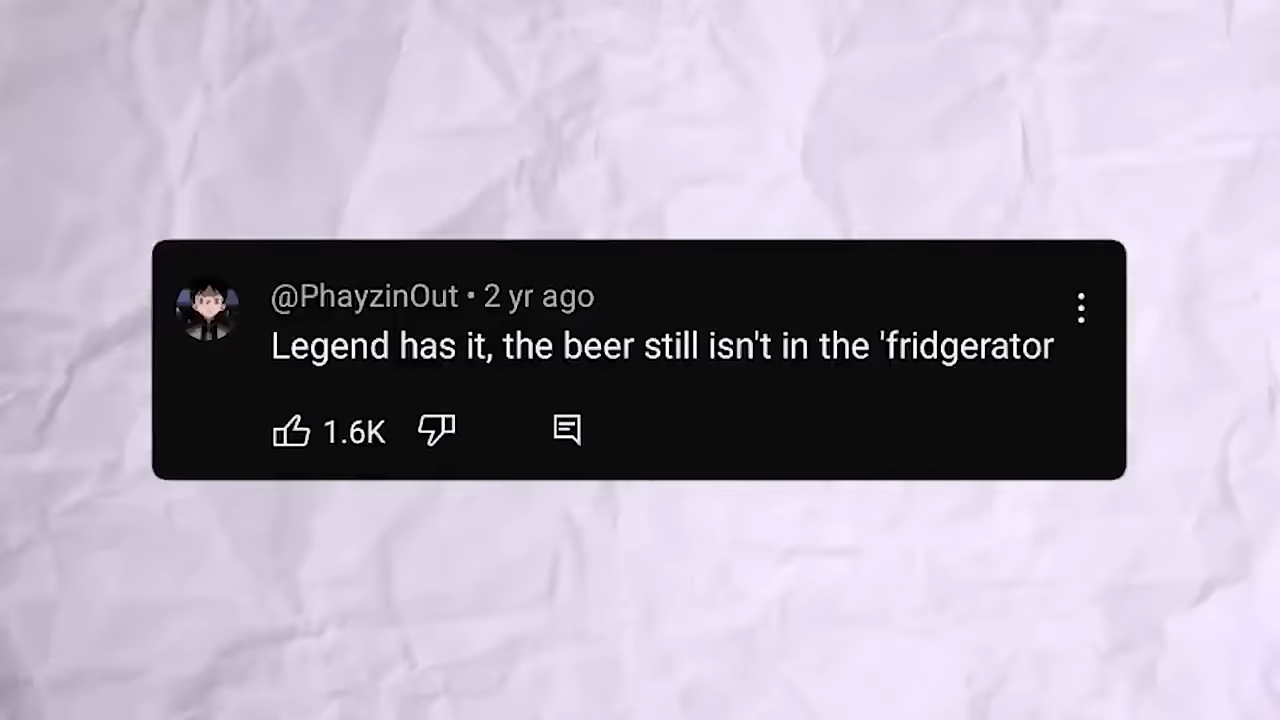 @PhayzinOut • 2 yr ago
Legend has it, the beer still isn't in the 'fridgerator
1.6K